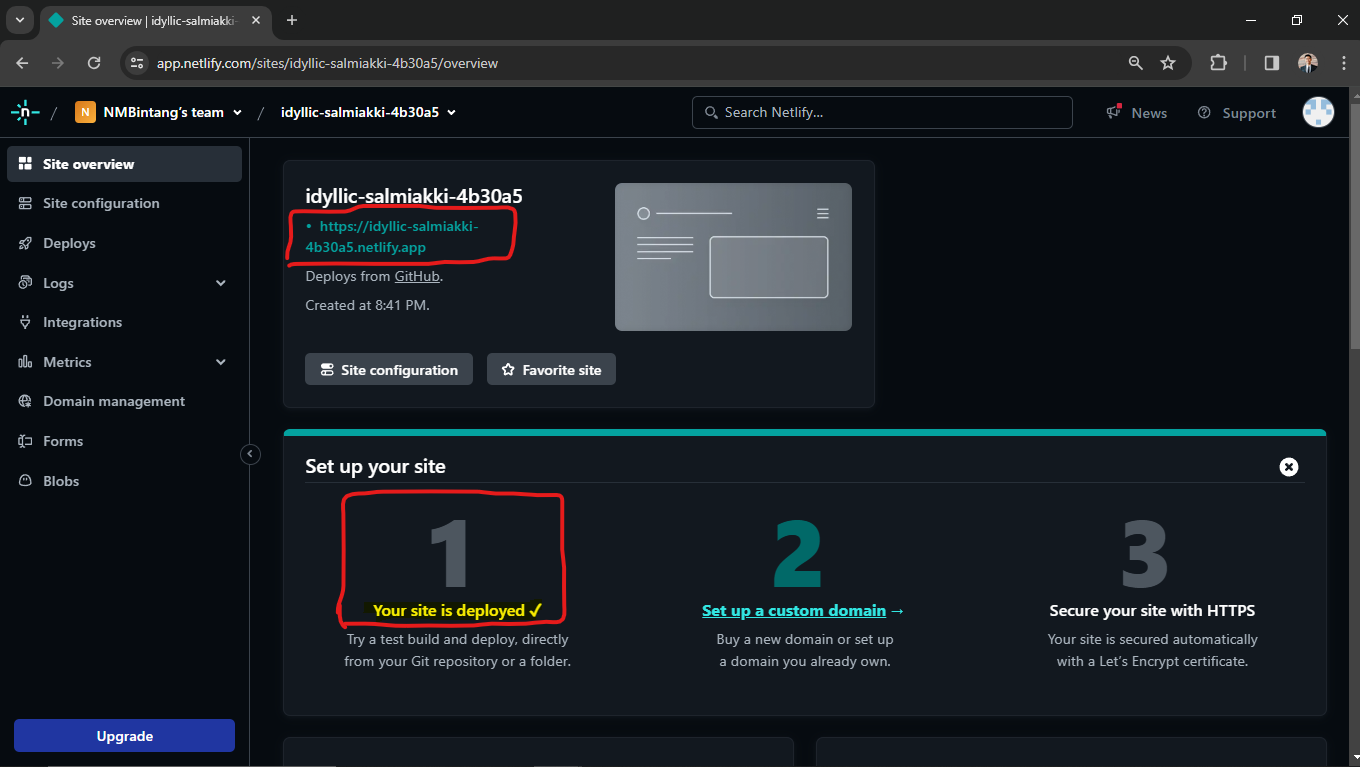 Site overview | idyllic-salmiakki-
app.netlify.com/sites/idyllic-salmiakki-4b30a5/overview
/ N NMBintang's team / idyllic-salmiakki-4b30a5
Search Netlify...
News
Support
Site overview
Site configuration
Deploys
Logs
Integrations
Metrics
Domain management
Forms
Blobs
Upgrade
idyllic-salmiakki-4b30a5
• https://idyllic-salmiakki-
4b30a5.netlify.app
Deploys from GitHub.
Created at 8:41 PM.
Site configuration
Favorite site
Set up your site
1
Your site is deployed ✓
Try a test build and deploy, directly
from your Git repository or a folder.
2
Set up a custom domain →
Buy a new domain or set up
a domain you already own.
3
Secure your site with HTTPS
Your site is secured automatically
with a Let's Encrypt certificate.